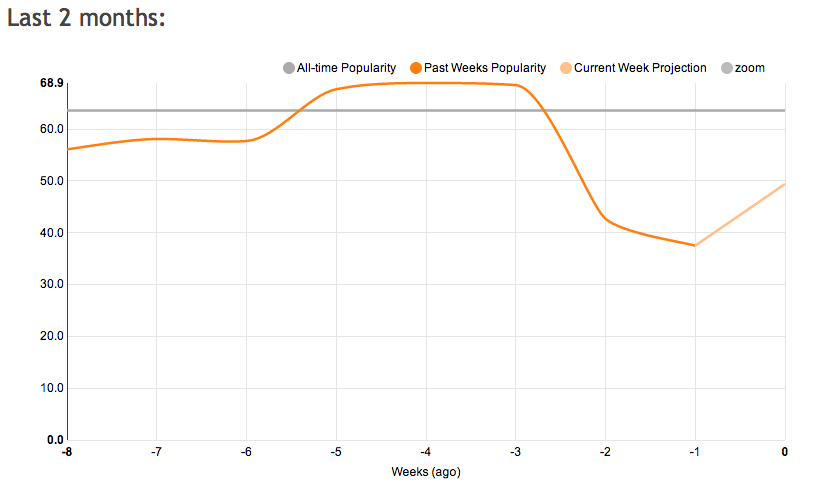 Last 2 months:
All-time Popularity Past Weeks Popularity Current Week Projection zoom
68.9
60.0
50.0
40.0
30.0
20.0
10.0
0.0
-8 -7 -6 -5 -4 -3 -2 -1 0
Weeks (ago)